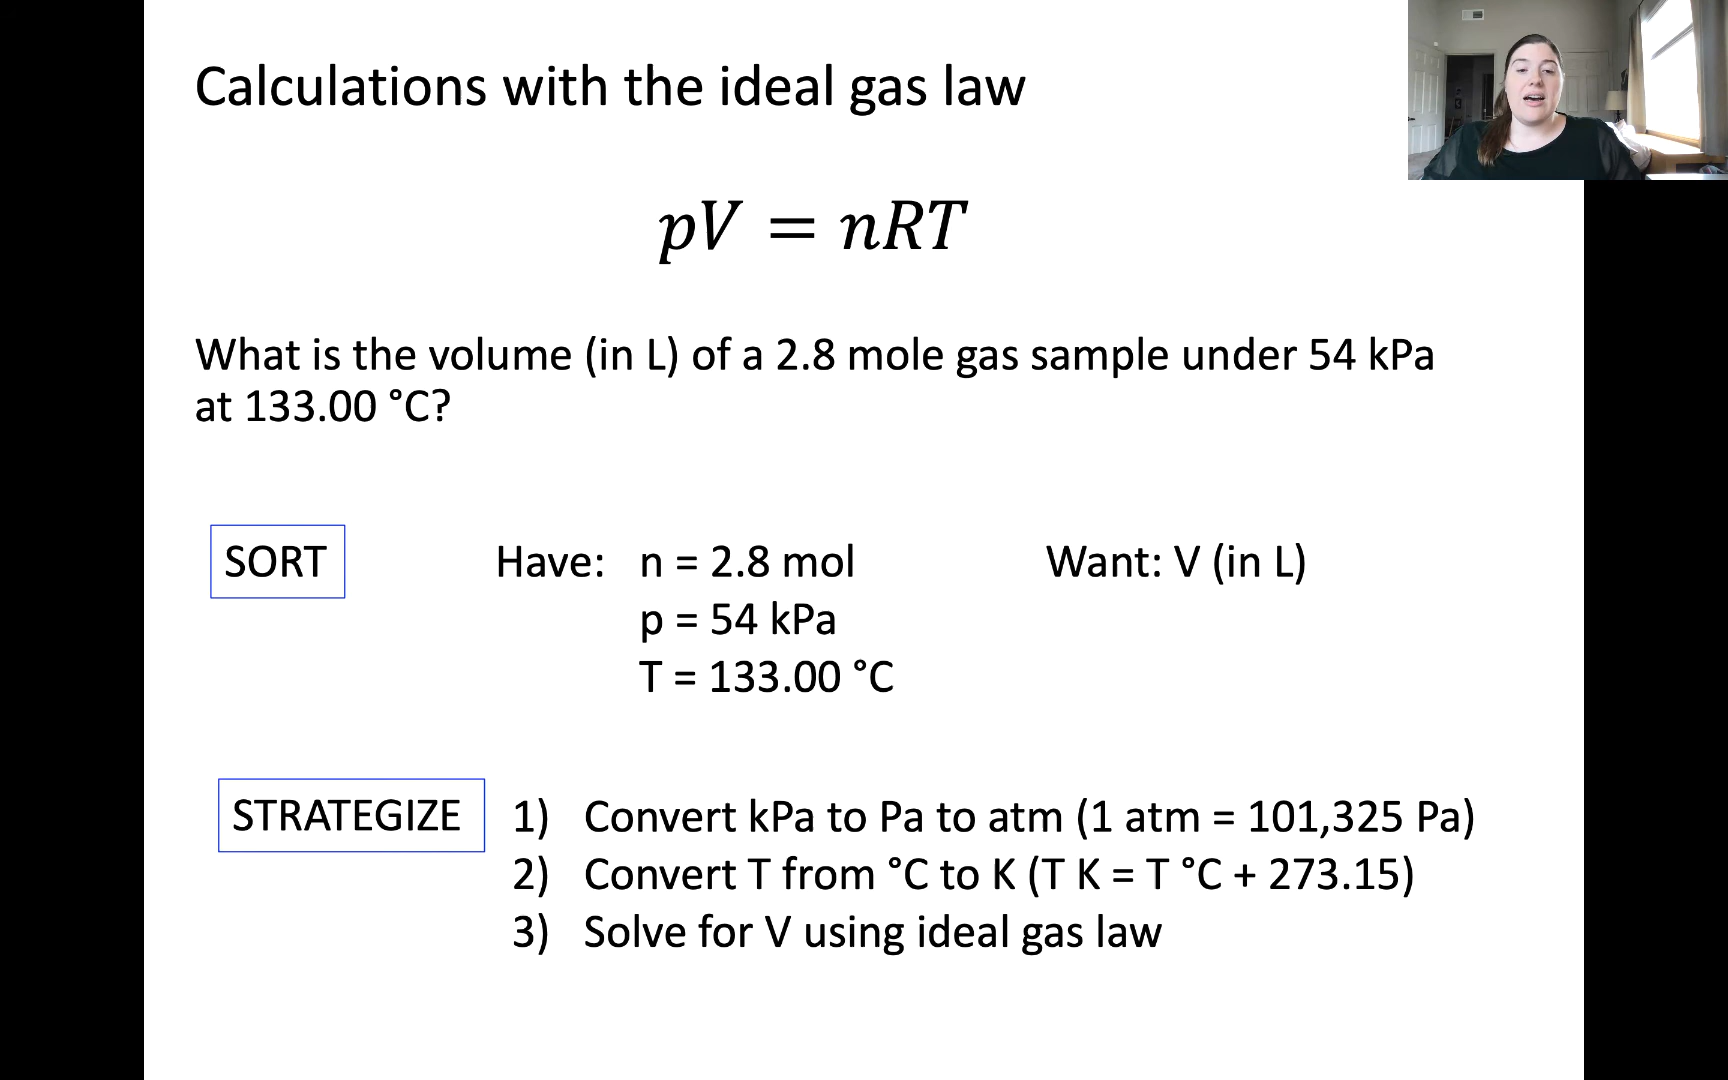 Calculations with the ideal gas law
pV = nRT
What is the volume (in L) of a 2.8 mole gas sample under 54 kPa
at 133.00 °C?
SORT Have: n = 2.8 mol Want: V (in L)
p = 54 kPa
T = 133.00 °C
STRATEGIZE 1) Convert kPa to Pa to atm (1 atm = 101,325 Pa)
2) Convert T from °C to K (T K = T °C + 273.15)
3) Solve for V using ideal gas law